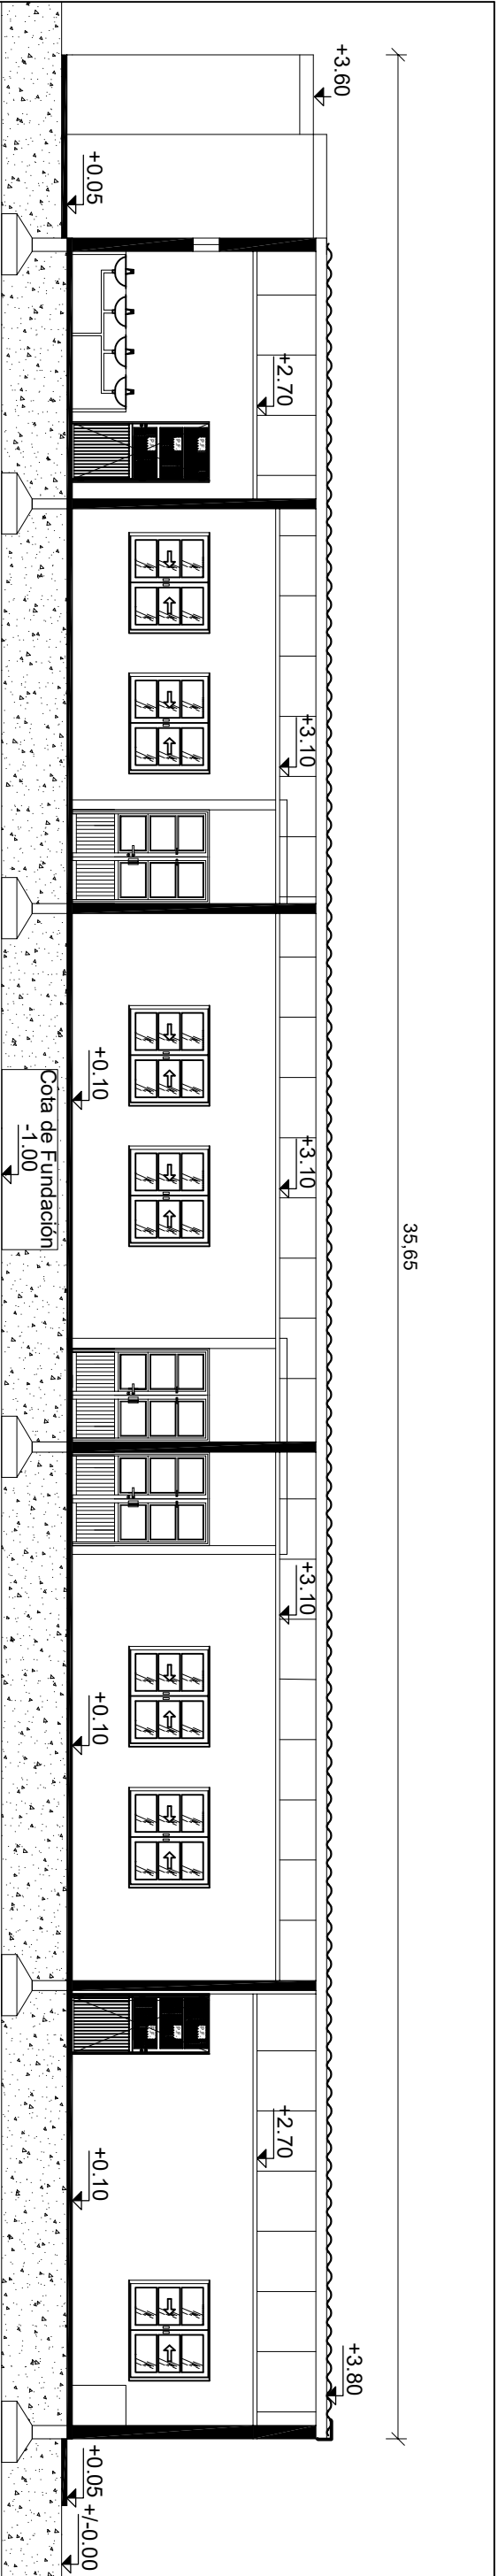 35,65
+3.60
+3.80
+2.70
+3.10
+3.10
+3.10
+2.70
P.F.
P.F.
P.F.
P.F.
P.F.
P.F.
+0.05
+0.10
+0.10
+0.10
+0.05
+/-0.00
Cota de Fundación
-1.00